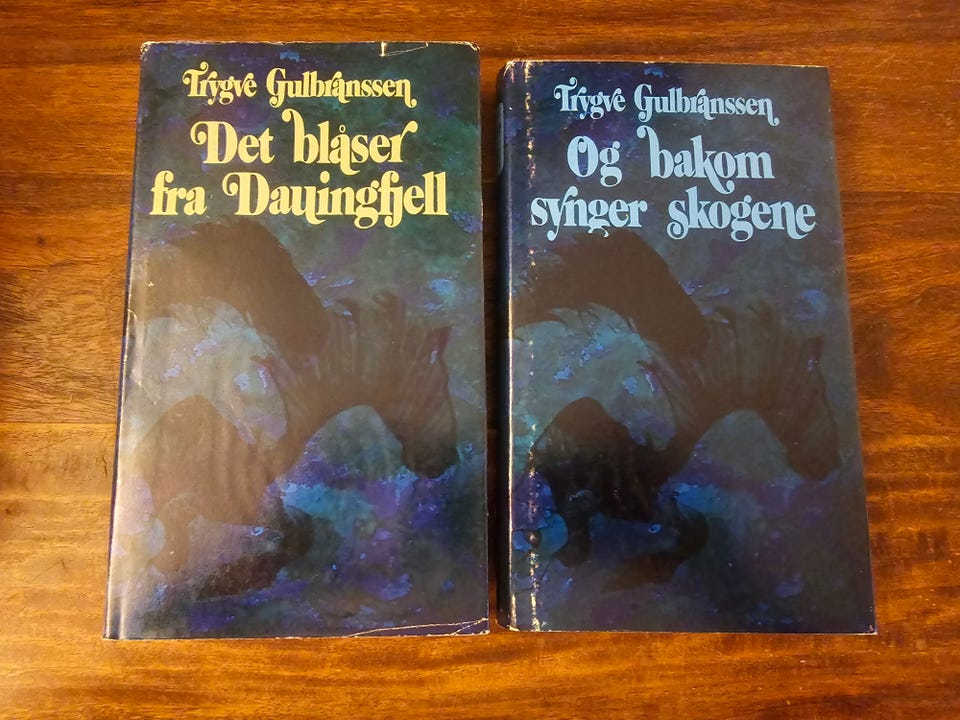 Trygve Gulbranssen
Det blåser
fra Dauingfjell
Trygve Gulbranssen
Og bakom
synger skogene